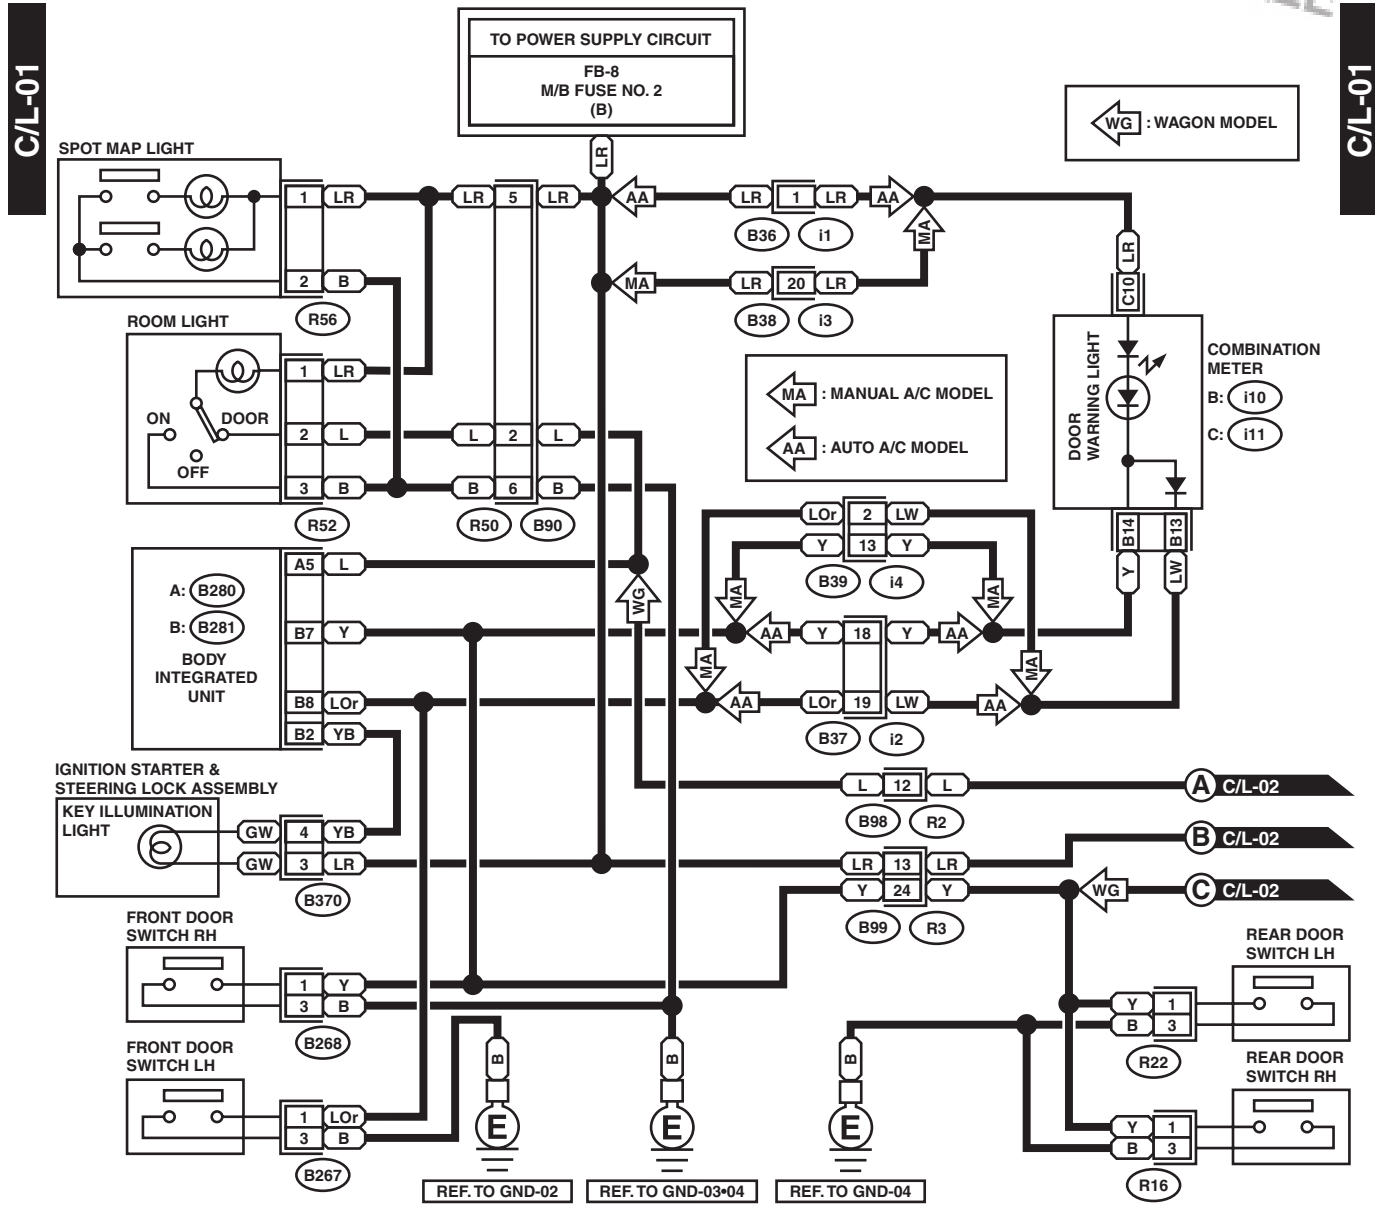 C/L-01
C/L-01
TO POWER SUPPLY CIRCUIT
FB-8
M/B FUSE NO. 2
(B)
LR
WG : WAGON MODEL
SPOT MAP LIGHT
1 LR
LR 5 LR
AA
LR 1 LR
AA
B36 i1
MA
LR
C10
2 B
R56
MA
LR 20 LR
B38 i3
ROOM LIGHT
1 LR
ON
DOOR
OFF
2 L
L 2 L
3 B
B 6 B
R52
R50 B90
MA : MANUAL A/C MODEL
AA : AUTO A/C MODEL
DOOR
WARNING LIGHT
COMBINATION
METER
B: i10
C: i11
B14
B13
Y
LW
LOr 2 LW
Y 13 Y
B39 i4
MA
MA
A5 L
A: B280
B: B281
BODY
INTEGRATED
UNIT
WG
B7 Y
AA
Y 18 Y
AA
MA
MA
B8 LOr
AA
LOr 19 LW
AA
B37 i2
B2 YB
IGNITION STARTER &
STEERING LOCK ASSEMBLY
KEY ILLUMINATION
LIGHT
GW 4 YB
GW 3 LR
B370
L 12 L
A C/L-02
B98 R2
B C/L-02
LR 13 LR
Y 24 Y
WG
C C/L-02
B99 R3
FRONT DOOR
SWITCH RH
1 Y
3 B
B268
FRONT DOOR
SWITCH LH
1 LOr
3 B
B267
B
E
REF. TO GND-02
B
E
REF. TO GND-03•04
B
E
REF. TO GND-04
REAR DOOR
SWITCH LH
Y 1
B 3
R22
REAR DOOR
SWITCH RH
Y 1
B 3
R16